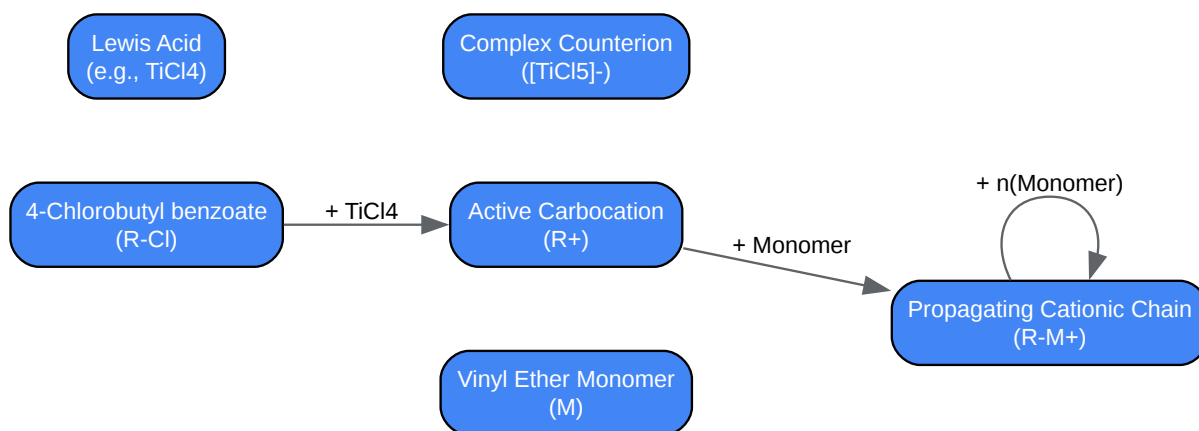 Lewis Acid
(e.g., TiCl4)
Complex Counterion
([TiCl5]-)
4-Chlorobutyl benzoate
(R-Cl)
+ TiCl4
Active Carbocation
(R+)
+ Monomer
+ n(Monomer)
Propagating Cationic Chain
(R-M+)
Vinyl Ether Monomer
(M)